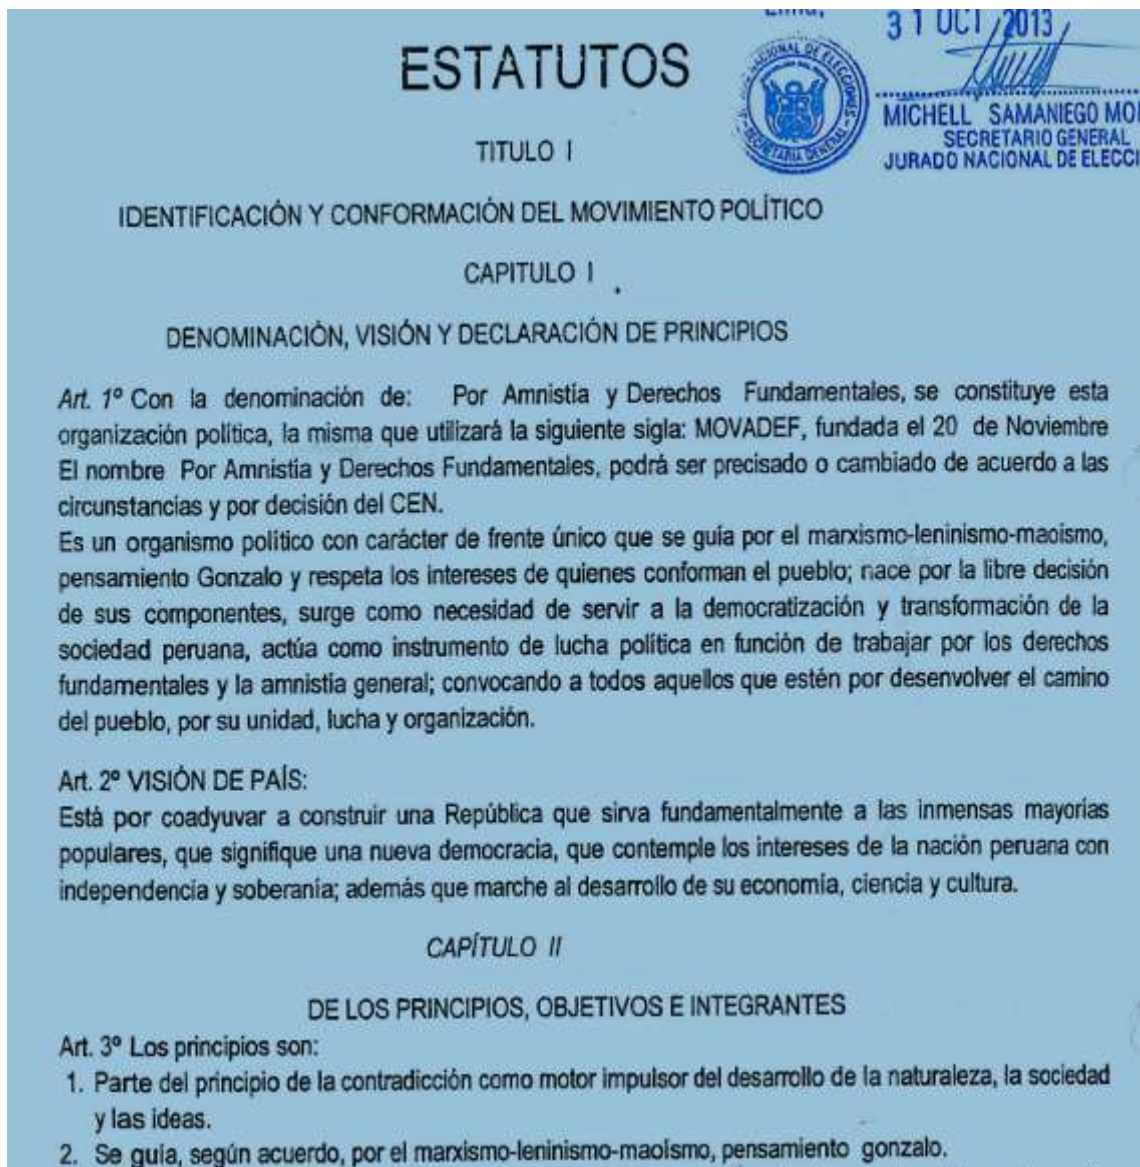 31 OCT 2013
ESTATUTOS
MICHELL SAMANIEGO
SECRETARIO GENERAL
JURADO NACIONAL DE
TITULO I
IDENTIFICACIÓN Y CONFORMACIÓN DEL MOVIMIENTO POLÍTICO
CAPITULO I
DENOMINACIÓN, VISIÓN Y DECLARACIÓN DE PRINCIPIOS
Art. 1º Con la denominación de: Por Amnistía y Derechos Fundamentales, se constituye esta
organización política, la misma que utilizará la siguiente sigla: MOVADEF, fundada el 20 de Noviembre
El nombre Por Amnistia y Derechos Fundamentales, podrá ser precisado o cambiado de acuerdo a las
circunstancias y por decisión del CEN.
Es un organismo político con carácter de frente único que se guía por el marxismo-leninismo-maoísmo,
pensamiento Gonzalo y respeta los intereses de quienes conforman el pueblo; nace por la libre decisión
de sus componentes, surge como necesidad de servir a la democratización y transformación de la
sociedad peruana, actúa como instrumento de lucha política en función de trabajar por los derechos
fundamentales y la amnistía general; convocando a todos aquellos que estén por desenvolver el camino
del pueblo, por su unidad, lucha y organización.
Art. 2º VISIÓN DE PAÍS:
Está por coadyuvar a construir una República que sirva fundamentalmente a las inmensas mayorías
populares, que signifique una nueva democracia, que contemple los intereses de la nación peruana con
independencia y soberanía; además que marche al desarrollo de su economía, ciencia y cultura.
CAPÍTULO II
DE LOS PRINCIPIOS, OBJETIVOS E INTEGRANTES
Art. 3º Los principios son:
1. Parte del principio de la contradicción como motor impulsor del desarrollo de la naturaleza, la sociedad
y las ideas.
2. Se guía, según acuerdo, por el marxismo-leninismo-maoísmo, pensamiento gonzalo.